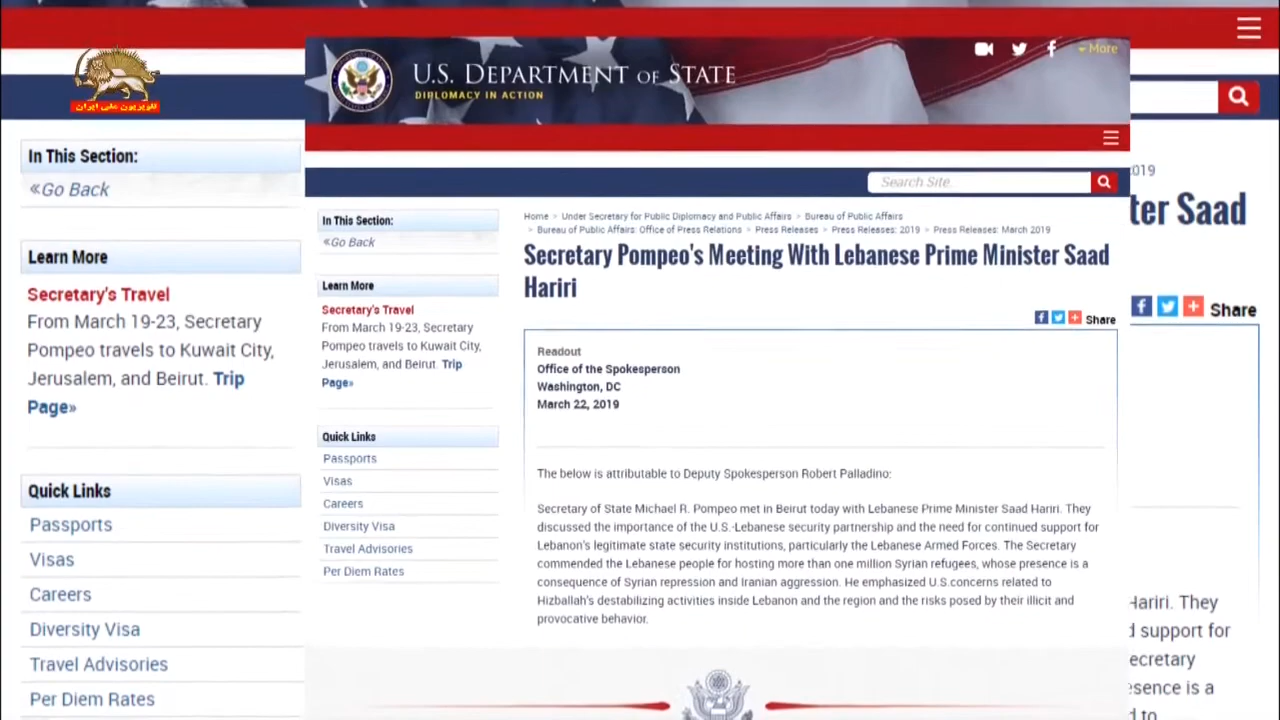 تلویزیون ملی ایران
In This Section:
«Go Back
Learn More
Secretary's Travel
From March 19-23, Secretary
Pompeo travels to Kuwait City,
Jerusalem, and Beirut. Trip
Page»
Quick Links
Passports
Visas
Careers
Diversity Visa
Travel Advisories
Per Diem Rates
U.S. DEPARTMENT OF STATE
DIPLOMACY IN ACTION
More
Search Site...
In This Section:
«Go Back
Learn More
Secretary's Travel
From March 19-23, Secretary
Pompeo travels to Kuwait City,
Jerusalem, and Beirut. Trip
Page»
Quick Links
Passports
Visas
Careers
Diversity Visa
Travel Advisories
Per Diem Rates
Home > Under Secretary for Public Diplomacy and Public Affairs > Bureau of Public Affairs
> Bureau of Public Affairs: Office of Press Relations > Press Releases > Press Releases: 2019 > Press Releases: March 2019
Secretary Pompeo's Meeting With Lebanese Prime Minister Saad
Hariri
Share
Readout
Office of the Spokesperson
Washington, DC
March 22, 2019
The below is attributable to Deputy Spokesperson Robert Palladino:
Secretary of State Michael R. Pompeo met in Beirut today with Lebanese Prime Minister Saad Hariri. They
discussed the importance of the U.S.-Lebanese security partnership and the need for continued support for
Lebanon's legitimate state security institutions, particularly the Lebanese Armed Forces. The Secretary
commended the Lebanese people for hosting more than one million Syrian refugees, whose presence is a
consequence of Syrian repression and Iranian aggression. He emphasized U.S.concerns related to
Hizballah's destabilizing activities inside Lebanon and the region and the risks posed by their illicit and
provocative behavior.
019
ter Saad
Share
Hariri. They
d support for
ecretary
esence is a
d to